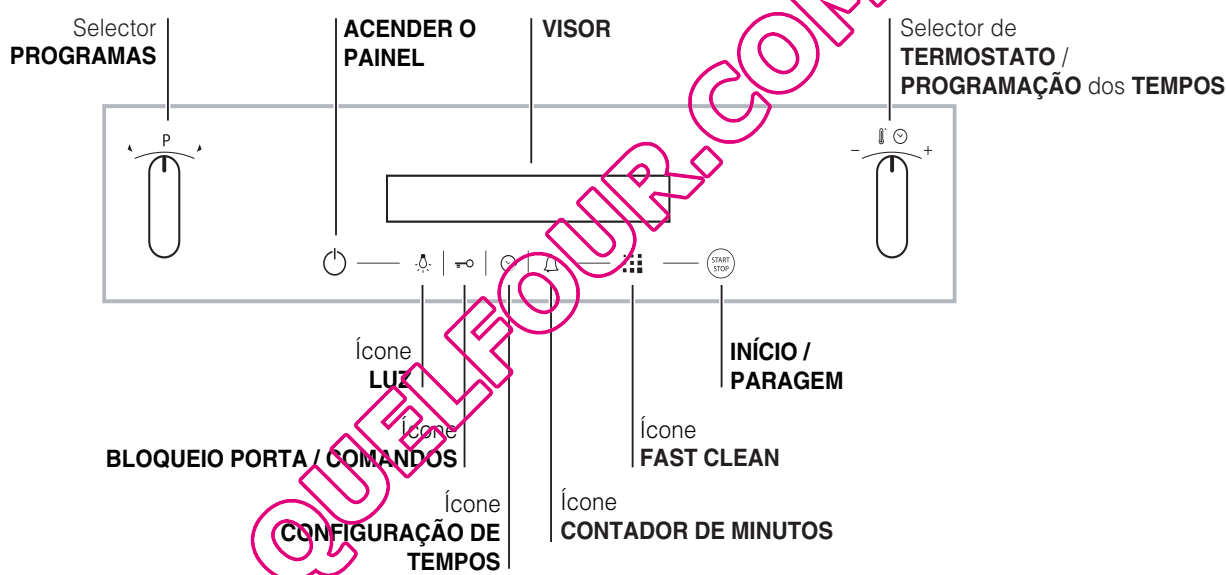 Selector
PROGRAMAS
ACENDER O
PAINEL
VISOR
Selector de
TERMOSTATO /
PROGRAMAÇÃO dos TEMPOS
P
- +
START
STOP
Ícone
LUZ
INÍCIO /
PARAGEM
Ícone
BLOQUEIO PORTA / COMANDOS
Ícone
FAST CLEAN
Ícone
CONFIGURAÇÃO DE
TEMPOS
Ícone
CONTADOR DE MINUTOS
QUELFOUR.COM